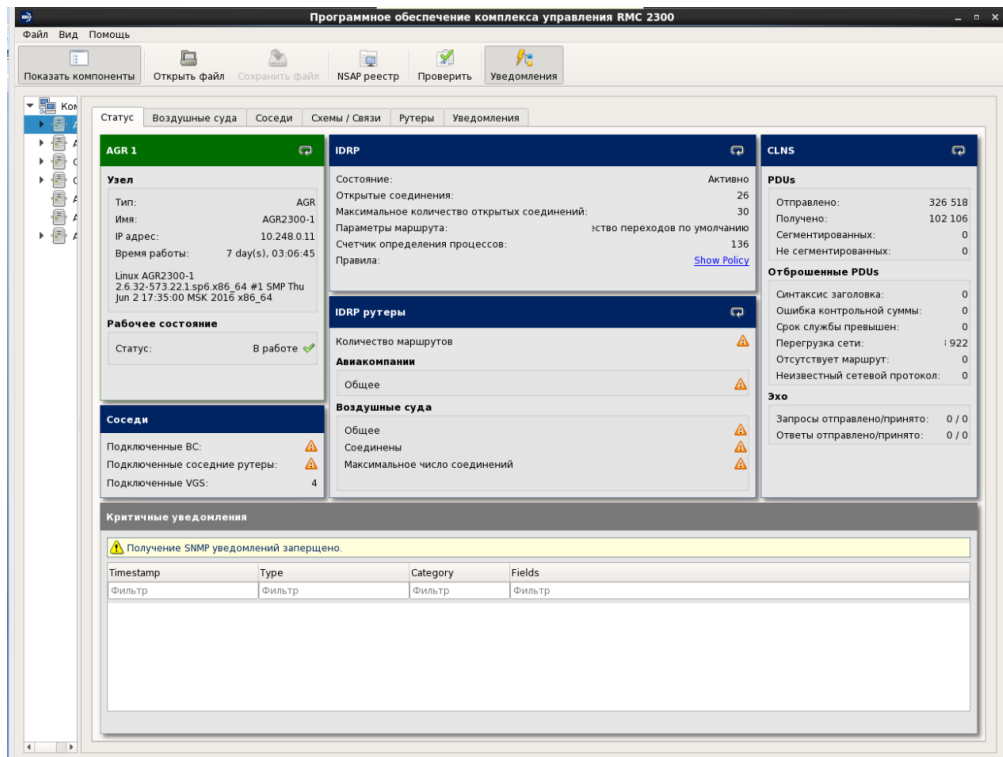 Программное обеспечение комплекса управления RMC 2300
Файл Вид Помощь
Показать компоненты Открыть файл Сохранить файл NSAP реестр Проверить Уведомления
Статус Воздушные суда Соседи Схемы / Связи Рутеры Уведомления
AGR 1
Узел
Тип: AGR
Имя: AGR2300-1
IP адрес: 10.248.0.11
Время работы: 7 day(s), 03:06:45
Linux AGR2300-1
2.6.32-573.22.1.sp6.x86_64 #1 SMP Thu
Jun 2 17:35:00 MSK 2016 x86_64
Рабочее состояние
Статус: В работе
Соседи
Подключенные ВС:
Подключенные соседние рутеры:
Подключенные VGS: 4
IDRP
Состояние: Активно
Открытые соединения: 26
Максимальное количество открытых соединений: 30
Параметры маршрута: ество переходов по умолчанию
Счетчик определения процессов: 136
Правила: Show Policy
IDRP рутеры
Количество маршрутов
Авиакомпании
Общее
Воздушные суда
Общее
Соединены
Максимальное число соединений
CLNS
PDUs
Отправлено: 326 518
Получено: 102 106
Сегментированных: 0
Не сегментированных: 0
Отброшенные PDUs
Синтаксис заголовка: 0
Ошибка контрольной суммы: 0
Срок службы превышен: 0
Перегрузка сети: 922
Отсутствует маршрут: 0
Неизвестный сетевой протокол: 0
Эхо
Запросы отправлено/принято: 0 / 0
Ответы отправлено/принято: 0 / 0
Критичные уведомления
Получение SNMP уведомлений заперщено.
Timestamp Type Category Fields
Фильтр Фильтр Фильтр Фильтр